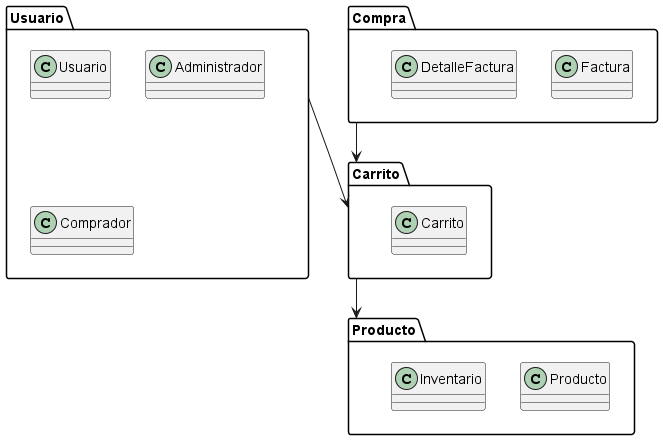 Usuario
C Usuario
C Administrador
C Comprador
Compra
C DetalleFactura
C Factura
Carrito
C Carrito
Producto
C Inventario
C Producto